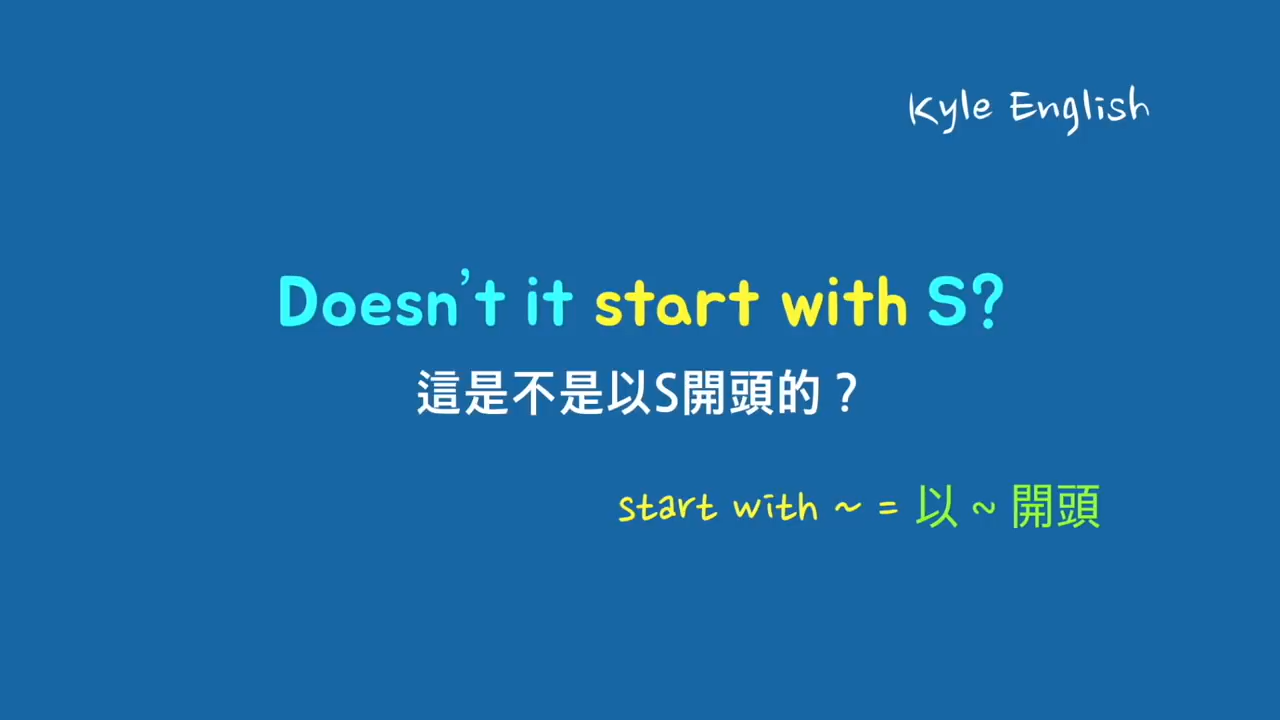 Kyle English
Doesn't it start with S?
這是不是以S開頭的？
start with ~ = 以 ~ 開頭